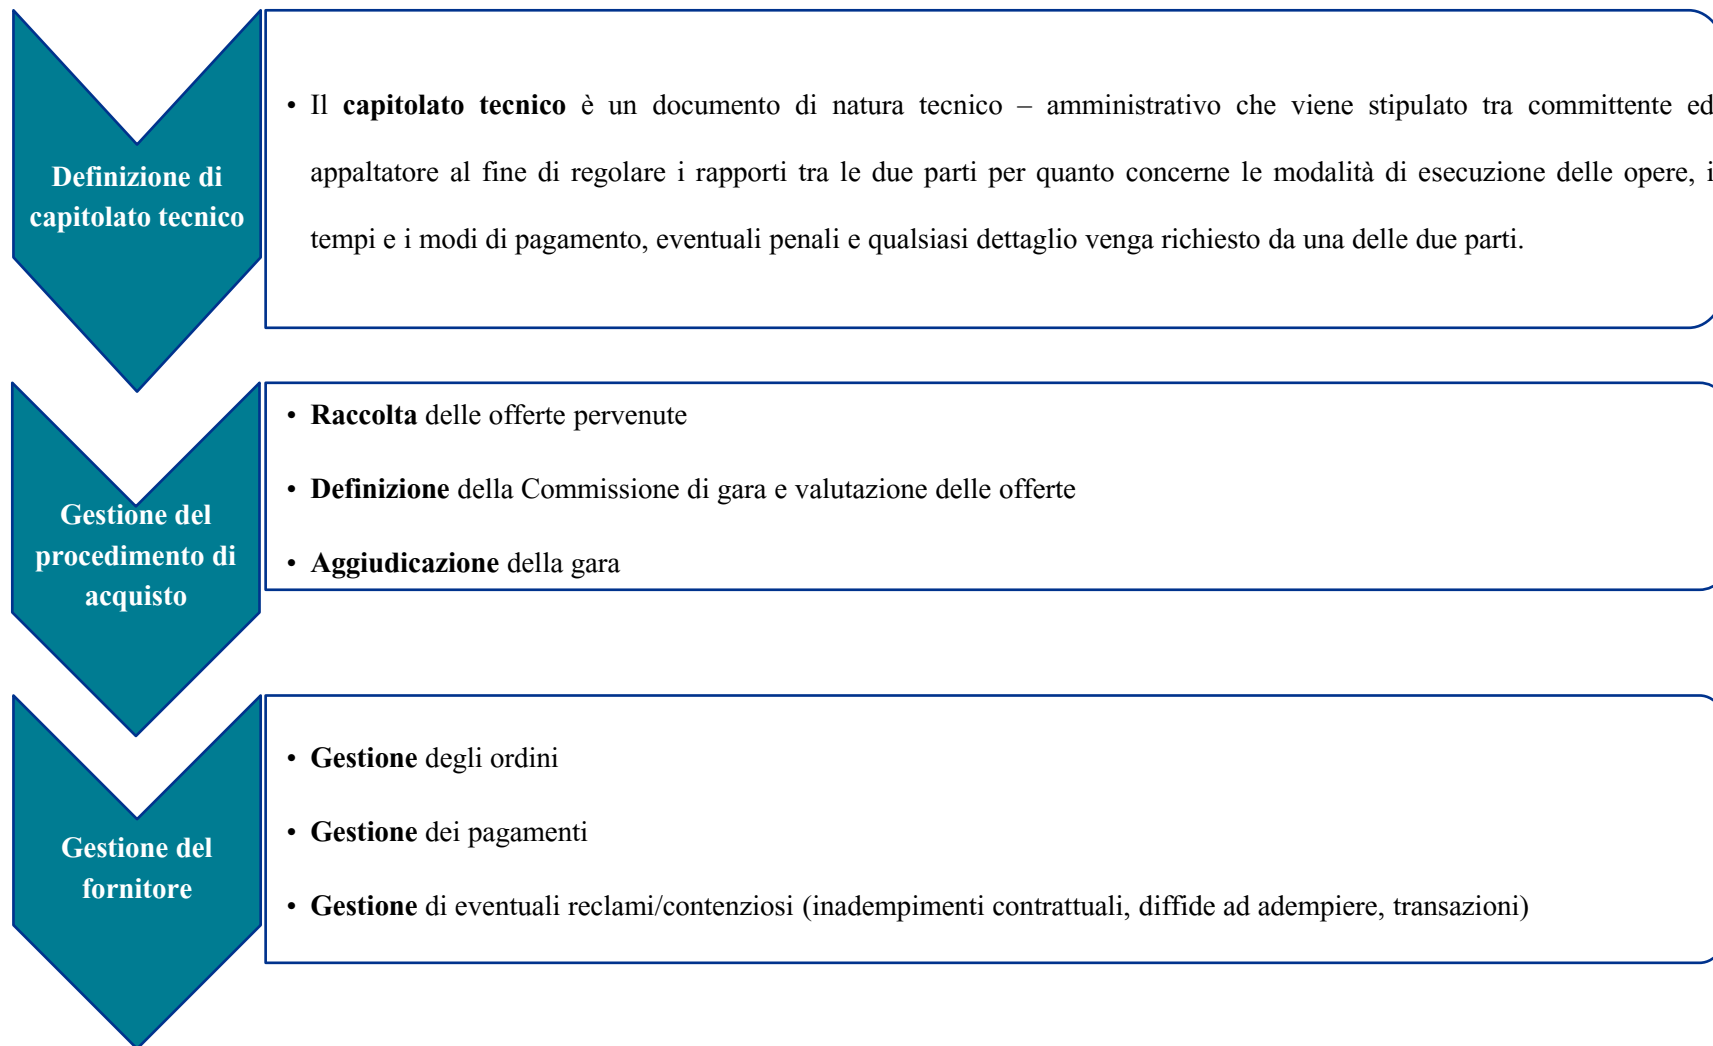 Definizione di
capitolato tecnico
• Il capitolato tecnico è un documento di natura tecnico – amministrativo che viene stipulato tra committente ed
appaltatore al fine di regolare i rapporti tra le due parti per quanto concerne le modalità di esecuzione delle opere, i
tempi e i modi di pagamento, eventuali penali e qualsiasi dettaglio venga richiesto da una delle due parti.
Gestione del
procedimento di
acquisto
• Raccolta delle offerte pervenute
• Definizione della Commissione di gara e valutazione delle offerte
• Aggiudicazione della gara
Gestione del
fornitore
• Gestione degli ordini
• Gestione dei pagamenti
• Gestione di eventuali reclami/contenziosi (inadempimenti contrattuali, diffide ad adempiere, transazioni)